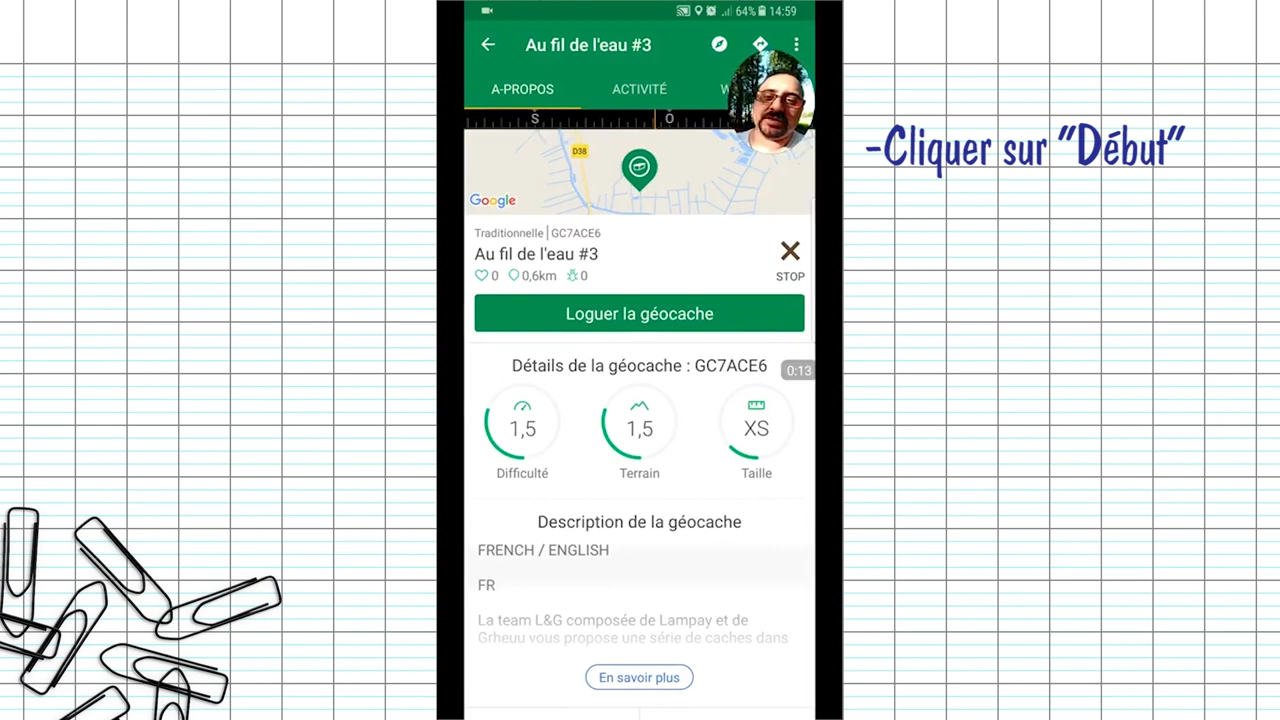 64% 14:59
Au fil de l'eau #3
A-PROPOS ACTIVITÉ
S O
D38
Google
Traditionnelle | GC7ACE6
Au fil de l'eau #3
0 0,6km 0
STOP
Loguer la géocache
Détails de la géocache : GC7ACE6
0:13
1,5 1,5 XS
Difficulté Terrain Taille
Description de la géocache
FRENCH / ENGLISH
FR
La team L&G composée de Lampay et de
Grheuu vous propose une série de caches dans
En savoir plus
-Cliquer sur "Début"